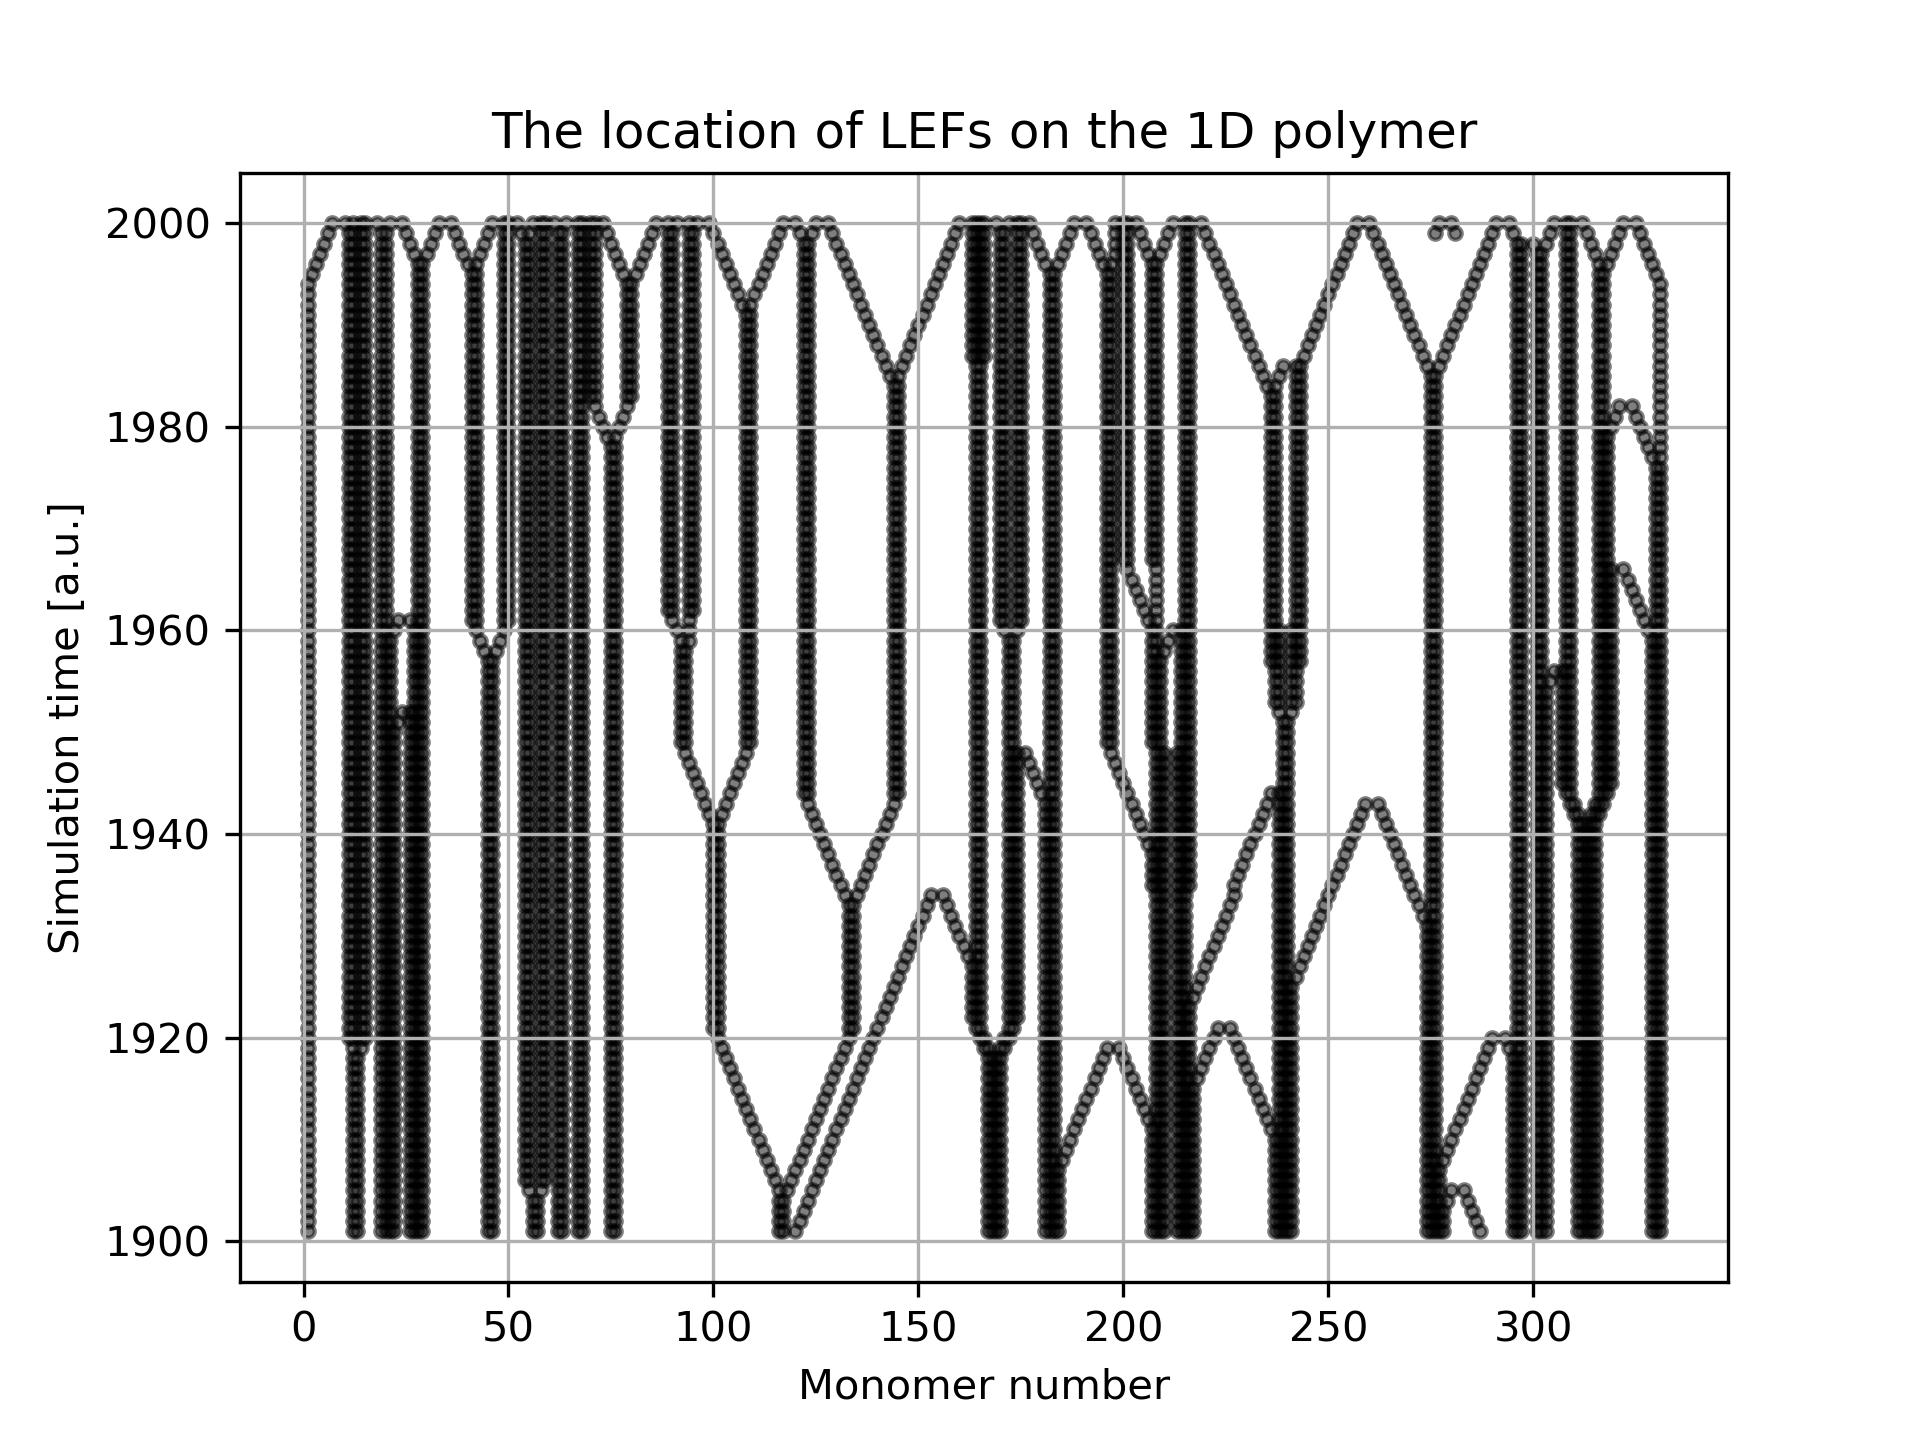 The location of LEFs on the 1D polymer
2000
1980
1960
1940
1920
1900
Simulation time [a.u.]
0 50 100 150 200 250 300
Monomer number